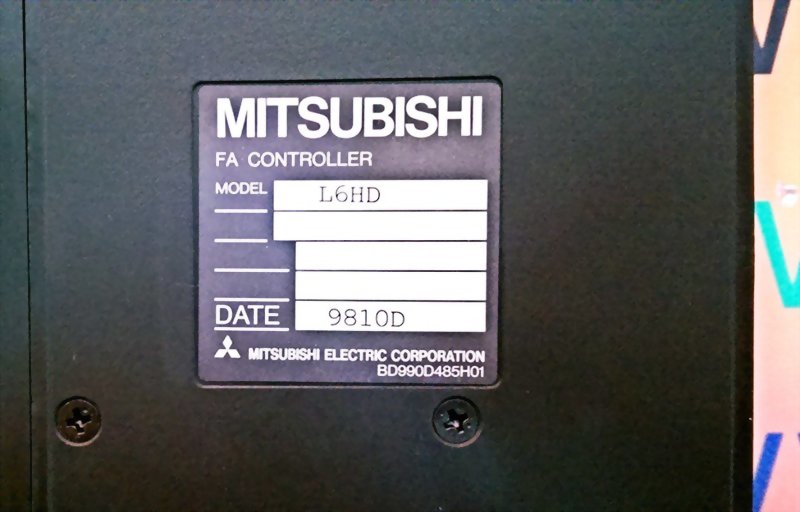 MITSUBISHI
FA CONTROLLER
MODEL L6HD
DATE 9810D
MITSUBISHI ELECTRIC CORPORATION
BD990D485H01